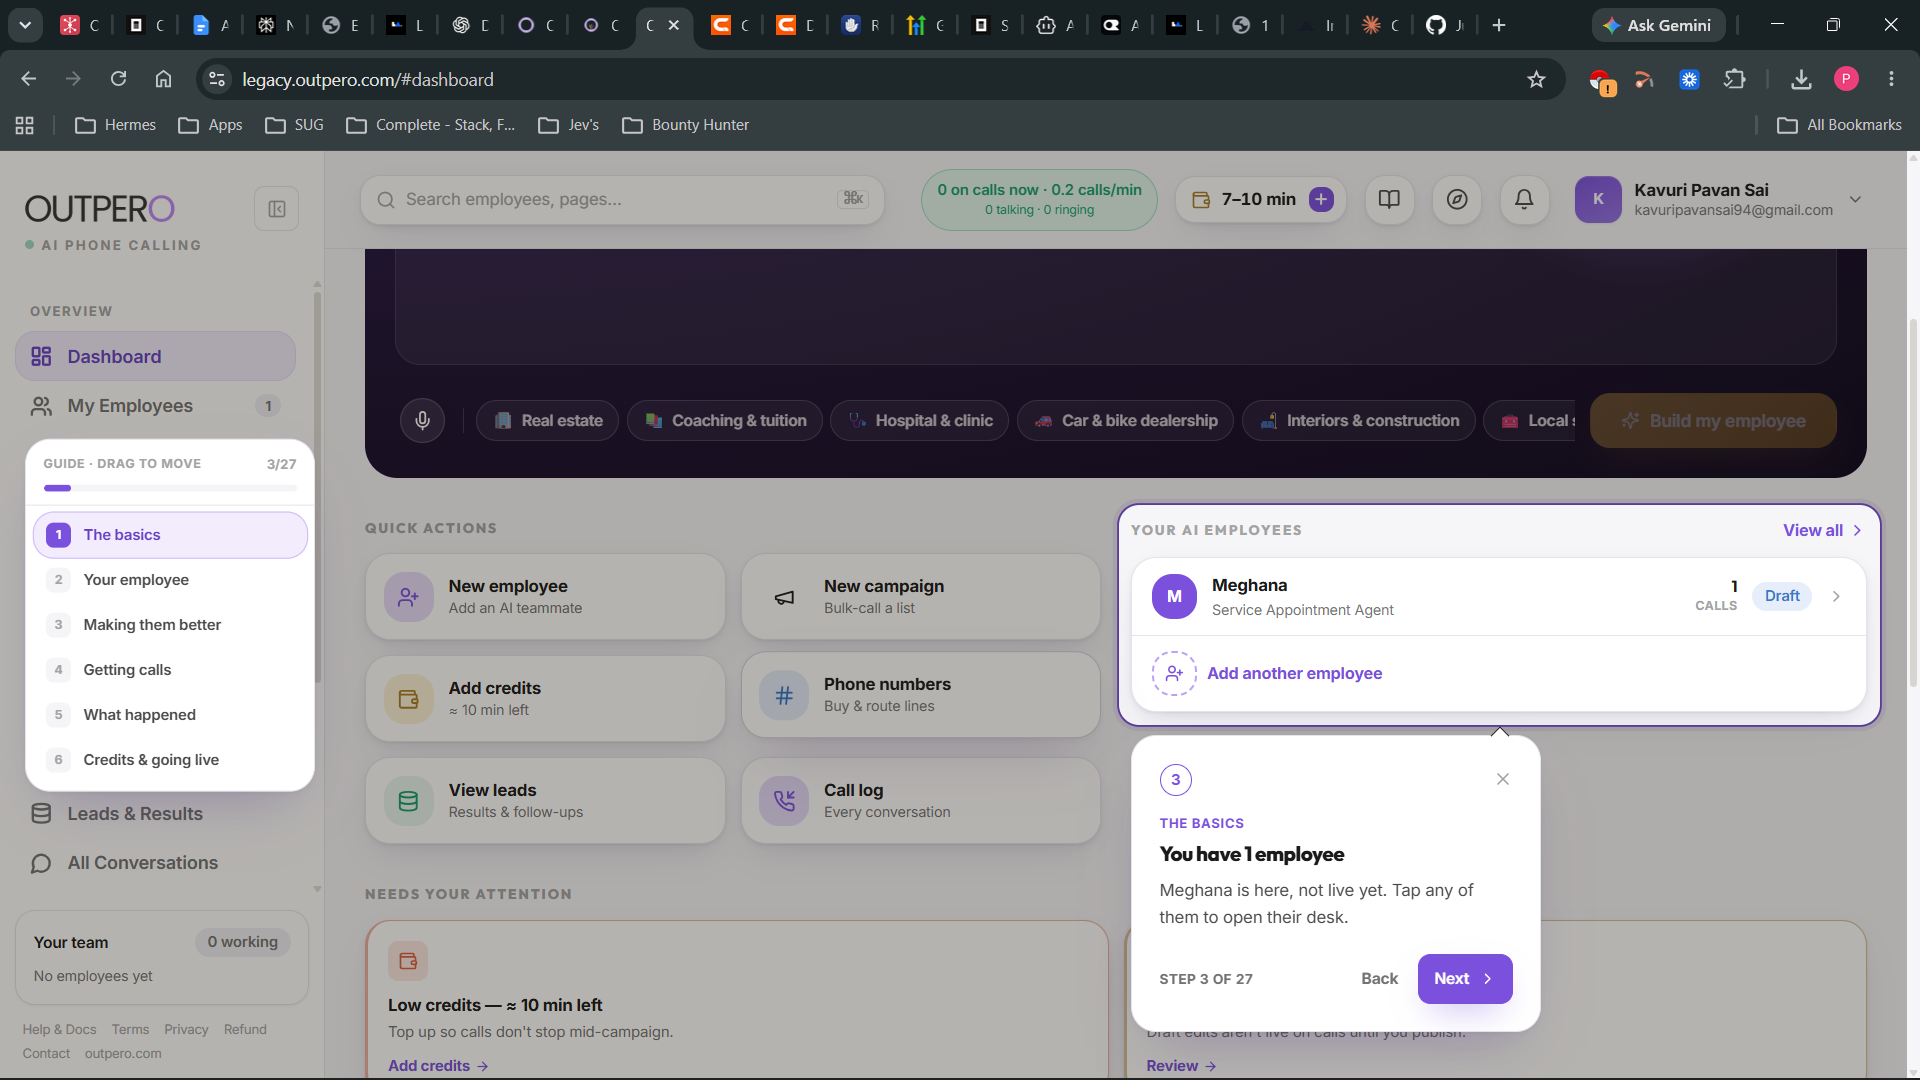 Ask Gemini
legacy.outpero.com/#dashboard
P
Hermes
Apps
SUG
Complete - Stack, F...
Jev's
Bounty Hunter
All Bookmarks
OUTPERO
AI PHONE CALLING
Search employees, pages...
⌘K
0 on calls now · 0.2 calls/min
0 talking · 0 ringing
7–10 min
K
Kavuri Pavan Sai
kavuripavansai94@gmail.com
OVERVIEW
Dashboard
My Employees
1
GUIDE · DRAG TO MOVE
3/27
1 The basics
2 Your employee
3 Making them better
4 Getting calls
5 What happened
6 Credits & going live
Leads & Results
All Conversations
Your team
0 working
No employees yet
Help & Docs Terms Privacy Refund
Contact outpero.com
Real estate
Coaching & tuition
Hospital & clinic
Car & bike dealership
Interiors & construction
Local s
Build my employee
QUICK ACTIONS
New employee
Add an AI teammate
New campaign
Bulk-call a list
Add credits
≈ 10 min left
Phone numbers
Buy & route lines
View leads
Results & follow-ups
Call log
Every conversation
YOUR AI EMPLOYEES
View all
M
Meghana
Service Appointment Agent
1
CALLS
Draft
Add another employee
3
THE BASICS
You have 1 employee
Meghana is here, not live yet. Tap any of
them to open their desk.
STEP 3 OF 27
Back
Next
NEEDS YOUR ATTENTION
Low credits — ≈ 10 min left
Top up so calls don't stop mid-campaign.
Add credits →
Draft edits aren't live on calls until you publish.
Review →